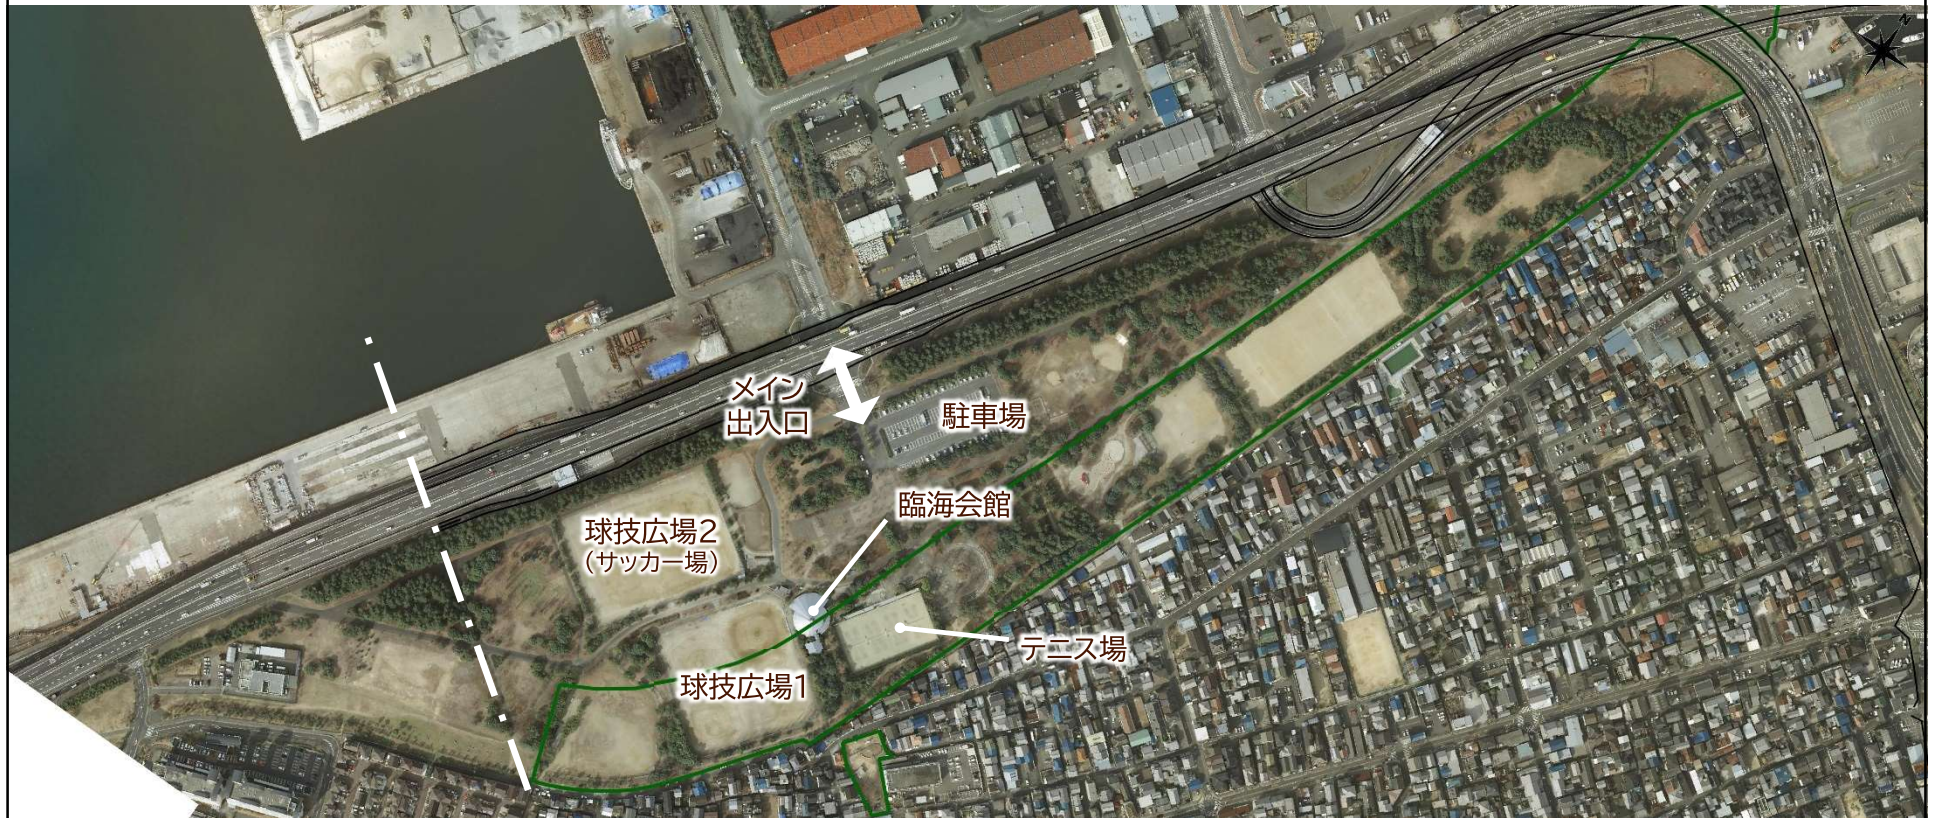 N
メイン
出入口
駐車場
臨海会館
球技広場2
（サッカー場）
テニス場
球技広場1